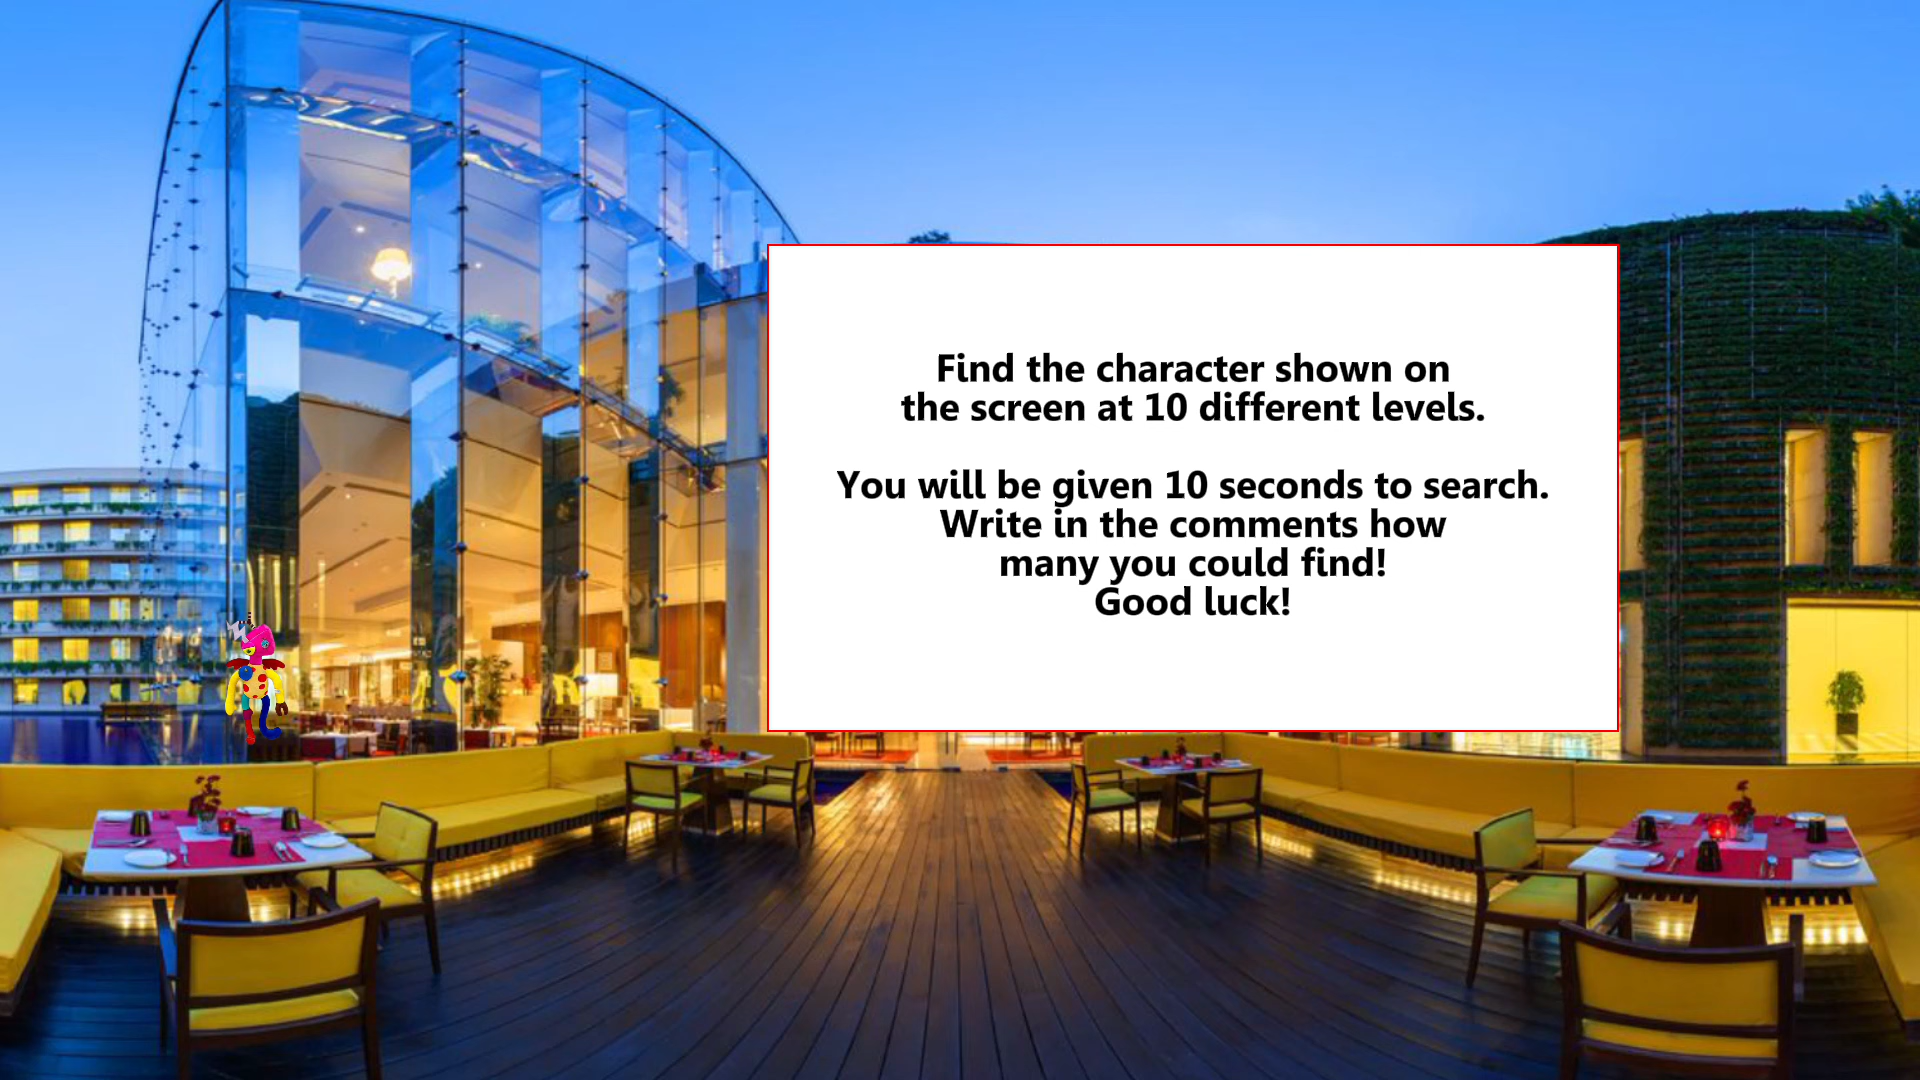 Find the character shown on
the screen at 10 different levels.
You will be given 10 seconds to search.
Write in the comments how
many you could find!
Good luck!